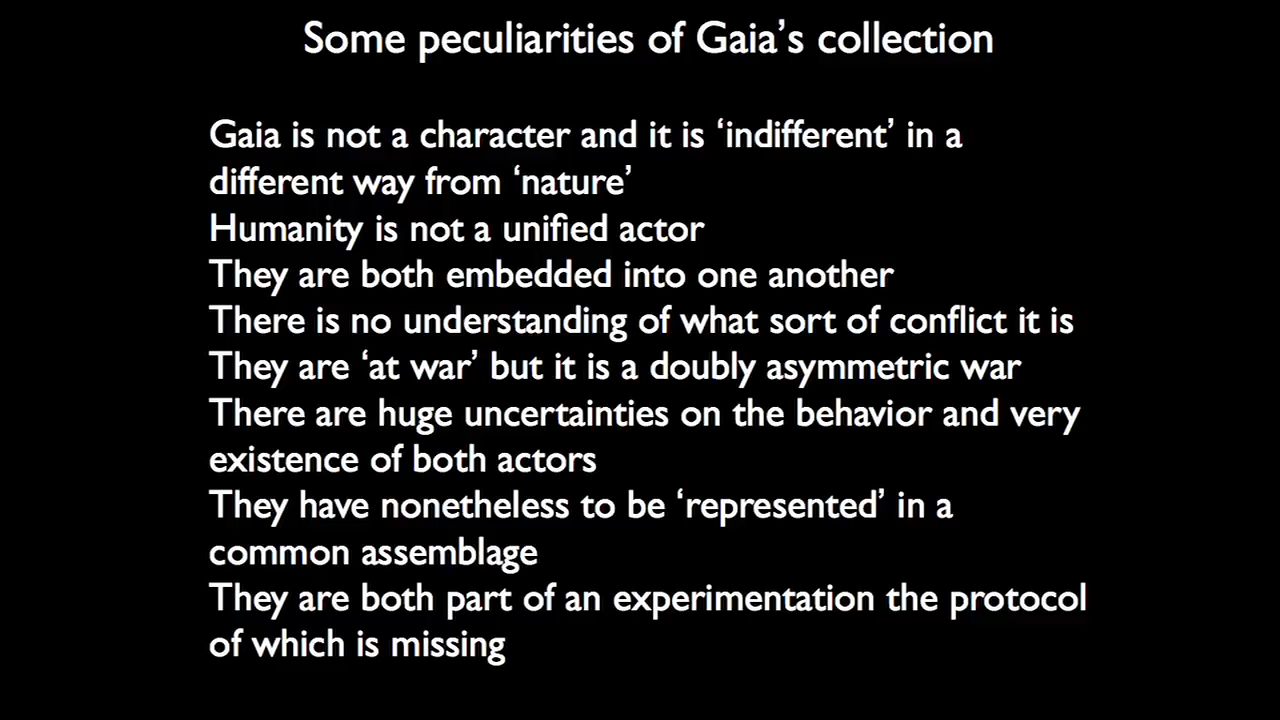 Some peculiarities of Gaia’s collection
Gaia is not a character and it is ‘indifferent’ in a
different way from ‘nature’
Humanity is not a unified actor
They are both embedded into one another
There is no understanding of what sort of conflict it is
They are ‘at war’ but it is a doubly asymmetric war
There are huge uncertainties on the behavior and very
existence of both actors
They have nonetheless to be ‘represented’ in a
common assemblage
They are both part of an experimentation the protocol
of which is missing